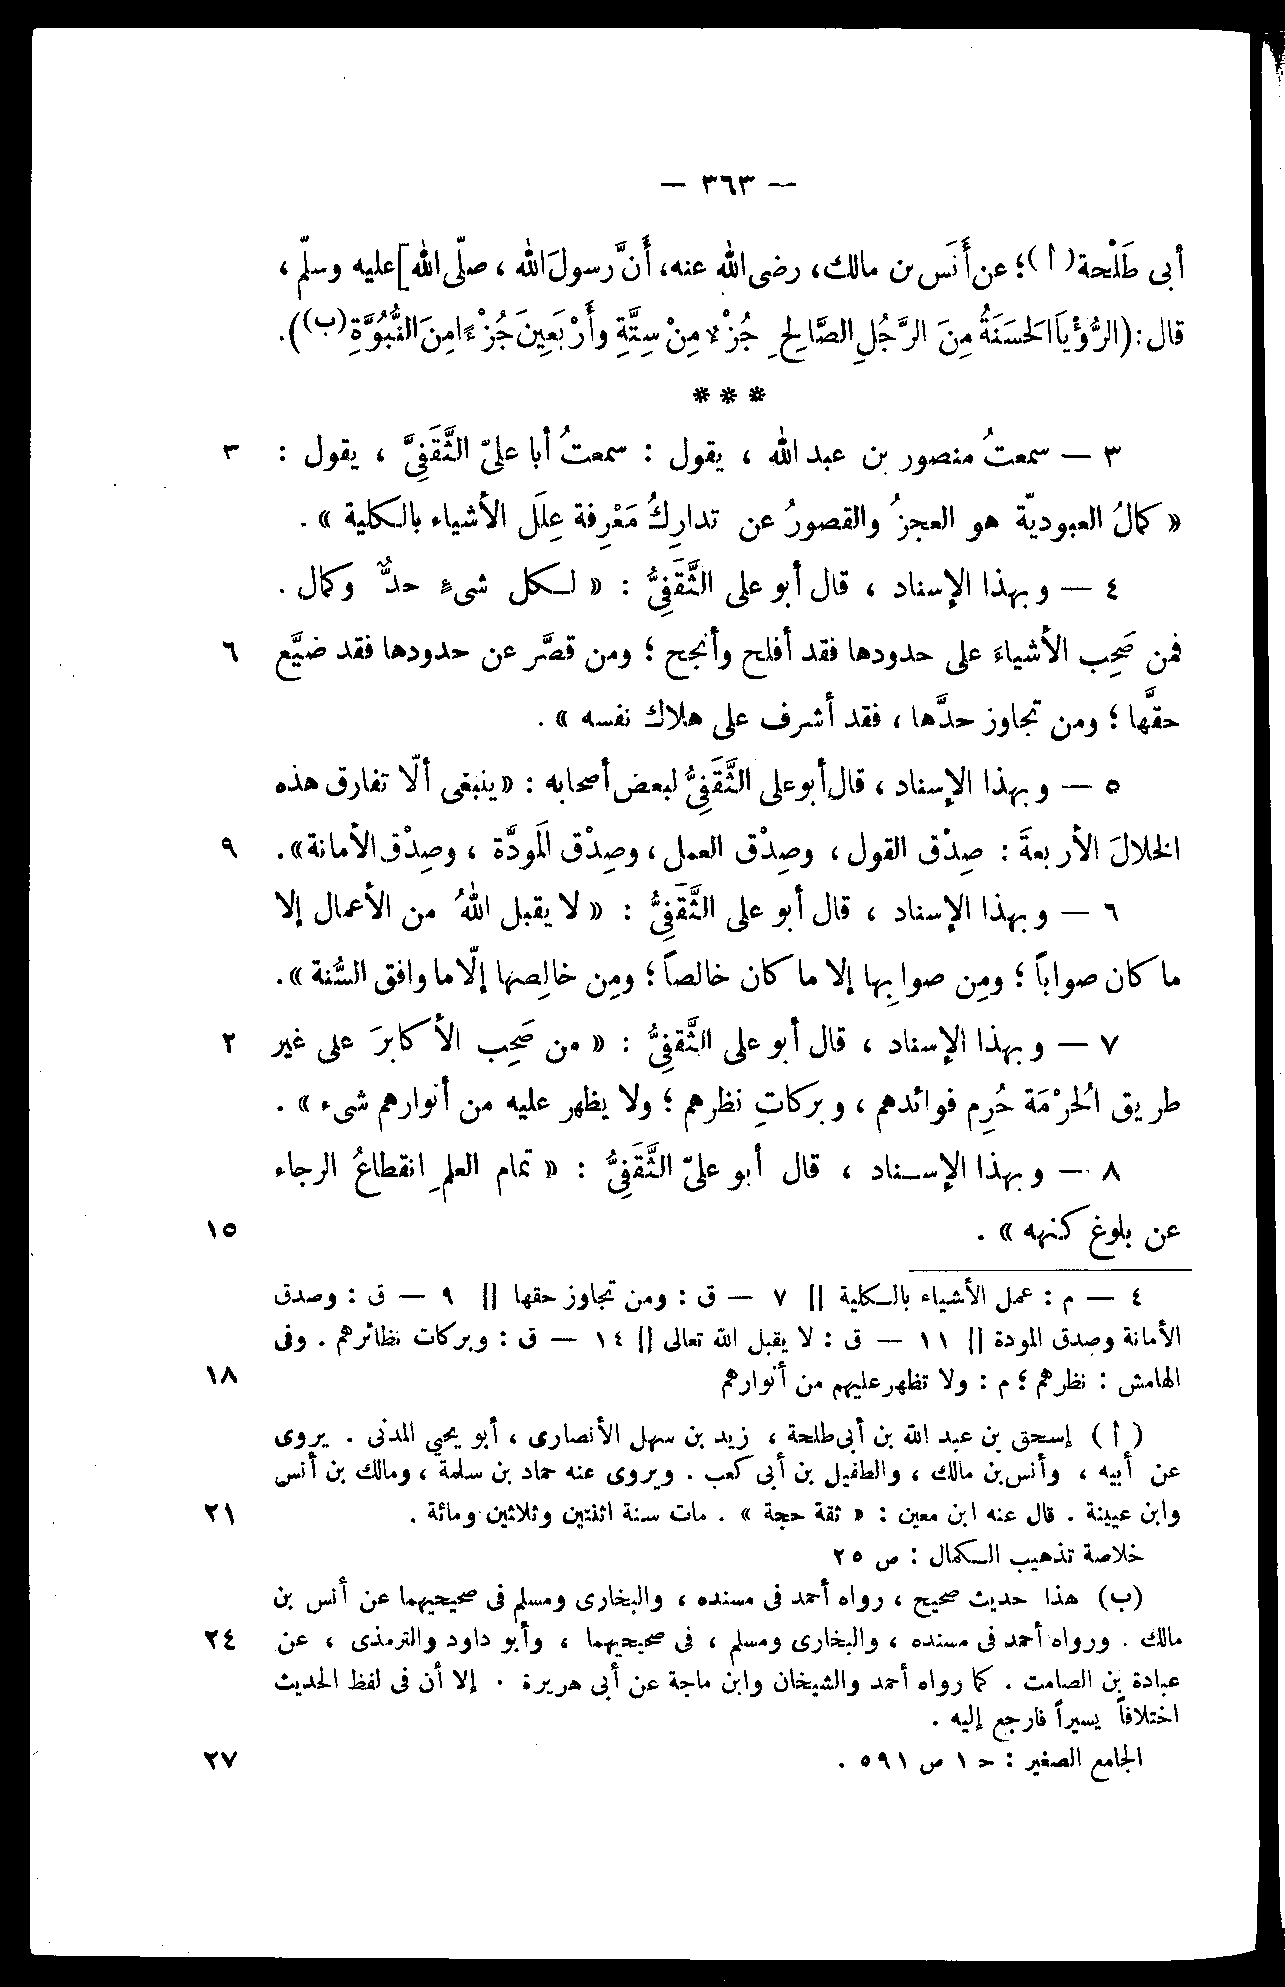 — ٣٦٣ —
أبى طَلْحة(أ)؛ عن أَنَس بن مالك، رضى الله عنه، أَنَّ رسولَ الله ، صلّى الله] عليه وسلّم ،
قال : (الرُّؤْيَا الحَسَنَةُ مِنَ الرَّجُلِ الصَّالِحِ جُزْءٌ مِنْ سِتَّةٍ وأَرْبَعِينَ جُزْءًا مِنَ النُّبُوَّةِ(ب)).
***
٣ — سمعتُ منصور بن عبد الله ، يقول : سمعتُ أبا علىّ الثَّقَفِىَّ ، يقول : ٣
« كمالُ العبوديّة هو العجزُ والقصورُ عن تدارِكُ مَعْرِفة عِلَل الأشياء بالكلية » .
٤ — وبهذا الإسناد ، قال أبو على الثَّقَفِىُّ : « لكل شىء حدٌّ وكمال .
فمن صَحِب الأشياءَ على حدودها فقد أفلح وأنجح ؛ ومن قصَّر عن حدودها فقد ضيَّع ٦
حقَّها ؛ ومن تجاوز حدَّها ، فقد أشرف على هلاك نفسه » .
٥ — وبهذا الإسناد ، قال أبو على الثَّقَفِىُّ لبعض أصحابه : « ينبغى ألّا تفارق هذه
الخلالَ الأربعةَ : صِدْق القول ، وصِدْق العمل ، وصِدْق المَودَّة ، وصِدْق الأمانة » . ٩
٦ — وبهذا الإسناد ، قال أبو على الثَّقَفِىُّ : « لا يقبل اللهُ من الأعمال إلا
ما كان صواباً ؛ ومِن صوابِها إلا ما كان خالصاً ؛ ومِن خالِصِها إلّا ما وافق السُّنة » .
٧ — وبهذا الإسناد ، قال أبو على الثَّقفِىُّ : « من صَحِب الأكابرَ على غير ٢
طريق الحُرْمَة حُرِم فوائدهم ، وبركاتِ نظرهم ؛ ولا يظهر عليه من أنوارهم شىء » .
٨ — وبهذا الإسناد ، قال أبو علىّ الثَّقَفِىُّ : « تمام العلمِ انقطاعُ الرجاء
عن بلوغ كنهه » . ١٥
٤ — م : عمل الأشياء بالكلية || ٧ — ق : ومن تجاوز حقها || ٩ — ق : وصدق
الأمانة وصدق المودة || ١١ — ق : لا يقبل الله تعالى || ١٤ — ق : وبركات نظائرهم . وفى
الهامش : نظرهم ؛ م : ولا تظهر عليهم من أنوارهم ١٨
( أ ) إسحق بن عبد الله بن أبى طلحة ، زيد بن سهل الأنصارى ، أبو يحيي المدنى . يروى
عن أبيه ، وأنس بن مالك ، والطفيل بن أبى كعب . ويروى عنه حماد بن سلمة ، ومالك بن أنس
وابن عيينة . قال عنه ابن معين : « ثقة حجة » . مات سنة اثنتين وثلاثين ومائة . ٢١
خلاصة تذهيب الكمال : ص ٢٥
(ب) هذا حديث صحيح ، رواه أحمد فى مسنده ، والبخارى ومسلم فى صحيحيهما عن أنس بن
مالك . ورواه أحمد فى مسنده ، والبخارى ومسلم ، فى صحيحيهما ، وأبو داود والترمذى ، عن ٢٤
عبادة بن الصامت . كما رواه أحمد والشيخان وابن ماجة عن أبى هريرة . إلا أن فى لفظ الحديث
اختلافاً يسيراً فارجع إليه .
الجامع الصغير : ح ١ ص ٥٩١ . ٢٧